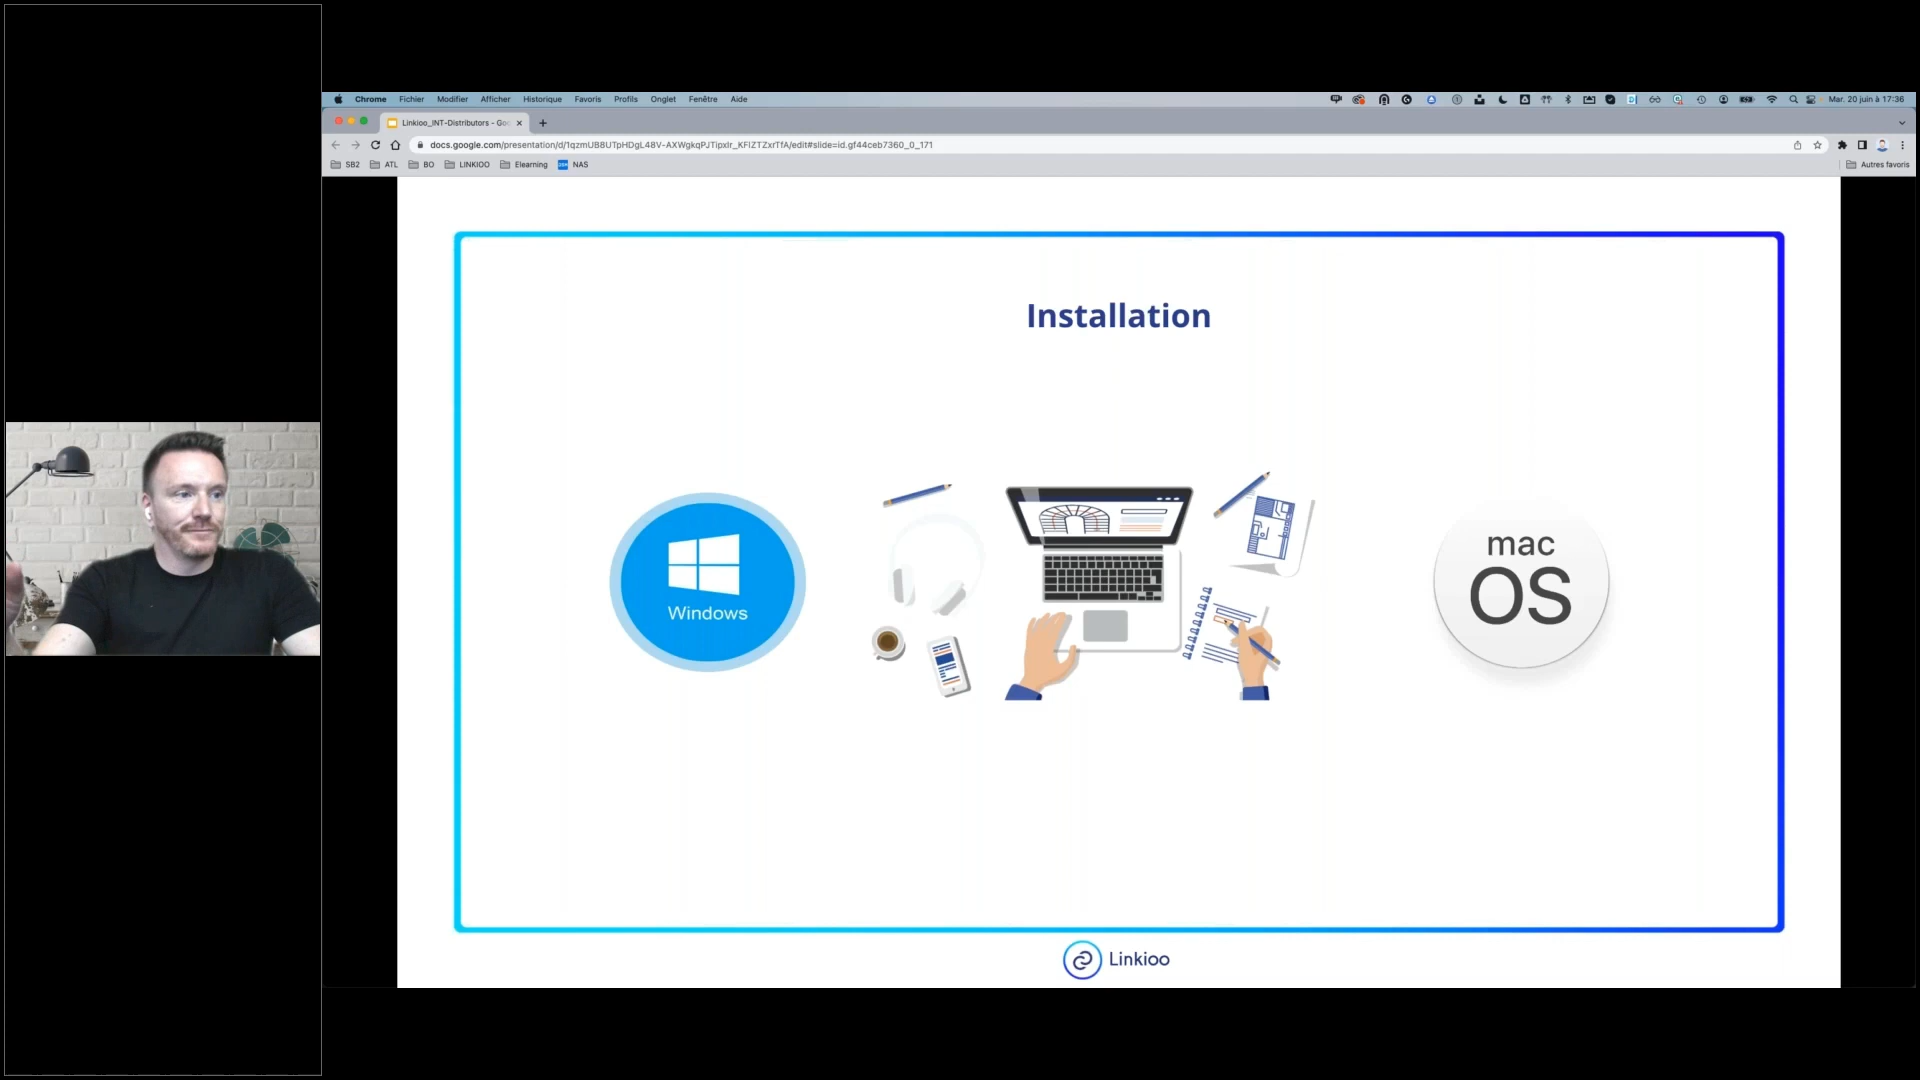 Chrome Fichier Modifier Afficher Historique Favoris Profils Onglet Fenêtre Aide Mar. 20 juin à 17:36
Linkioo_INT-Distributors - Goo
docs.google.com/presentation/d/1qzmUB8UTpHDgL48V-AXWgkqPJTipxIr_KFIZTZxrTfA/edit#slide=id.gf44ceb7360_0_171
SB2 ATL BO LINKIOO Elearning NAS Autres favoris
Installation
Windows
mac
OS
Linkioo